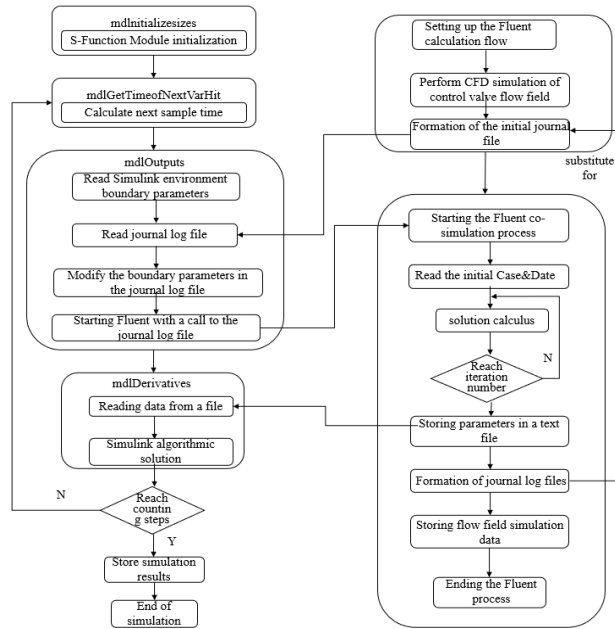 mdlInitializesizes
S-Function Module initialization
mdlGetTimeofNextVarHit
Calculate next sample time
mdlOutputs
Read Simulink environment
boundary parameters
Read journal log file
Modify the boundary parameters in
the journal log file
Starting Fluent with a call to the
journal log file
mdlDerivatives
Reading data from a file
Simulink algorithmic
solution
N
Reach
countin
g steps
Y
Store simulation
results
End of
simulation
Setting up the Fluent
calculation flow
Perform CFD simulation of
control valve flow field
Formation of the initial journal
file
substitute
for
Starting the Fluent co-
simulation process
Read the initial Case&Date
solution calculus
Reach
iteration
number
N
Storing parameters in a text
file
Formation of journal log files
Storing flow field simulation
data
Ending the Fluent
process